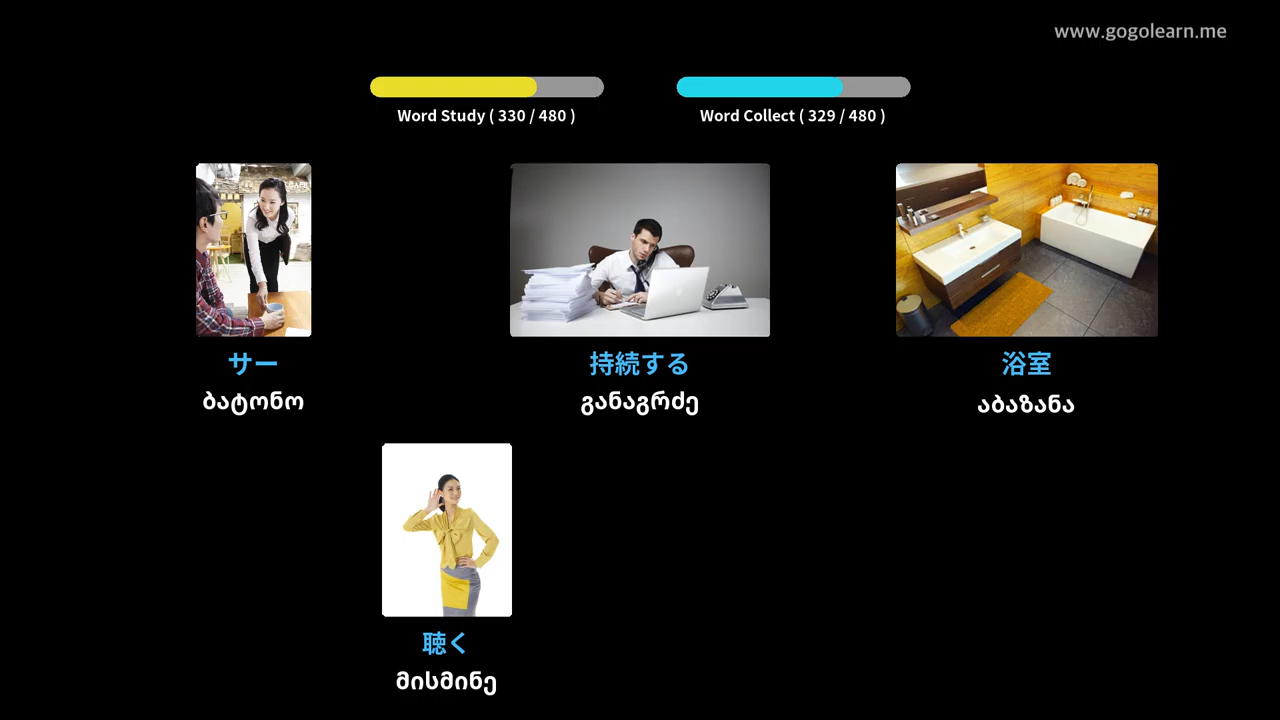 www.gogolearn.me
Word Study ( 330 / 480 )
Word Collect ( 329 / 480 )
サー
ბატონო
持続する
განაგრძე
浴室
აბაზანა
聴く
მისმინე